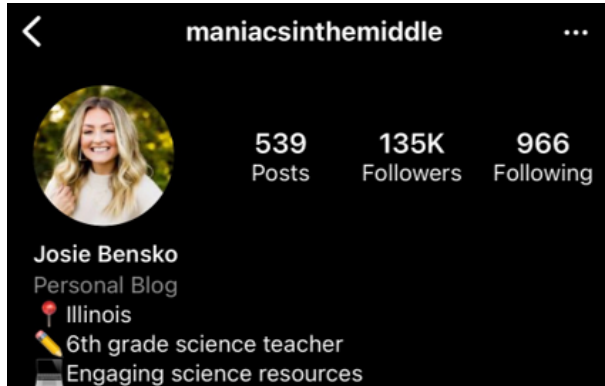 maniacsinthemiddle
539 135K 966
Posts Followers Following
Josie Bensko
Personal Blog
Illinois
6th grade science teacher
Engaging science resources